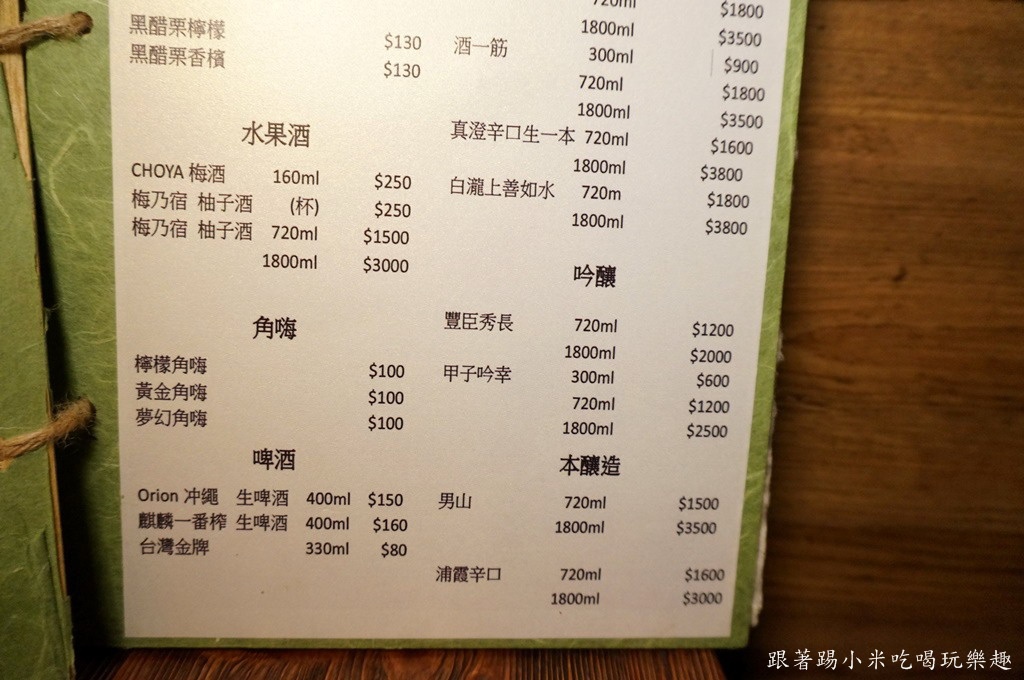 黑醋栗檸檬 $130
黑醋栗香檳 $130
水果酒
CHOYA 梅酒 160ml $250
梅乃宿 柚子酒 (杯) $250
梅乃宿 柚子酒 720ml $1500
1800ml $3000
角嗨
檸檬角嗨 $100
黃金角嗨 $100
夢幻角嗨 $100
啤酒
Orion 冲繩 生啤酒 400ml $150
麒麟一番榨 生啤酒 400ml $160
台灣金牌 330ml $80
720ml $1800
1800ml $3500
酒一筋 300ml $900
720ml $1800
1800ml $3500
真澄辛口生一本 720ml $1600
1800ml $3800
白瀧上善如水 720m $1800
1800ml $3800
吟釀
豐臣秀長 720ml $1200
1800ml $2000
甲子吟幸 300ml $600
720ml $1200
1800ml $2500
本釀造
男山 720ml $1500
1800ml $3500
浦霞辛口 720ml $1600
1800ml $3000
跟著踢小米吃喝玩樂趣